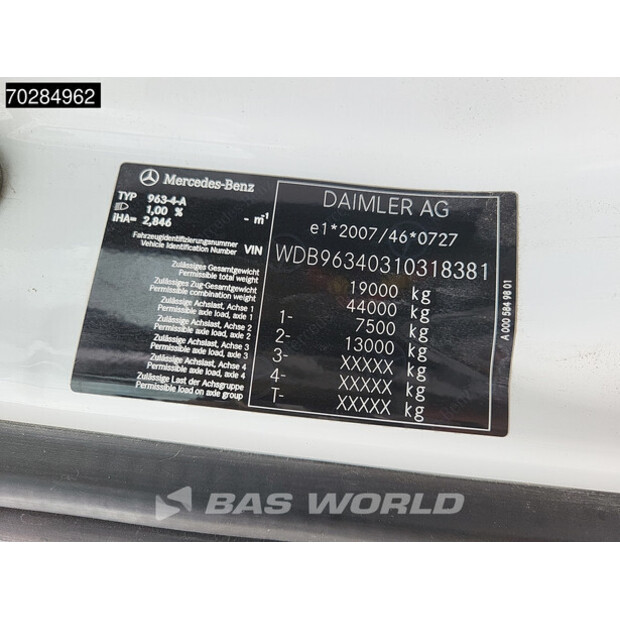 70284962
Mercedes-Benz
TYP 963-4-A
1,00 % - m⁻¹
iHA= 2,846
Fahrzeugidentifizierungsnummer
Vehicle Identification Number VIN
Zulässiges Gesamtgewicht
Permissible total weight
Zulässiges Zug-Gesamtgewicht
Permissible combination weight
Zulässige Achslast, Achse 1
Permissible axle load, axle 1
Zulässige Achslast, Achse 2
Permissible axle load, axle 2
Zulässige Achslast, Achse 3
Permissible axle load, axle 3
Zulässige Achslast, Achse 4
Permissible axle load, axle 4
Zulässige Last der Achsgruppe
Permissible load on axle group
DAIMLER AG
e1*2007/46*0727
WDB96340310318381
19000 kg
44000 kg
1- 7500 kg
2- 13000 kg
3- XXXXX kg
4- XXXXX kg
T- XXXXX kg
A 000 584 98 01
BAS WORLD